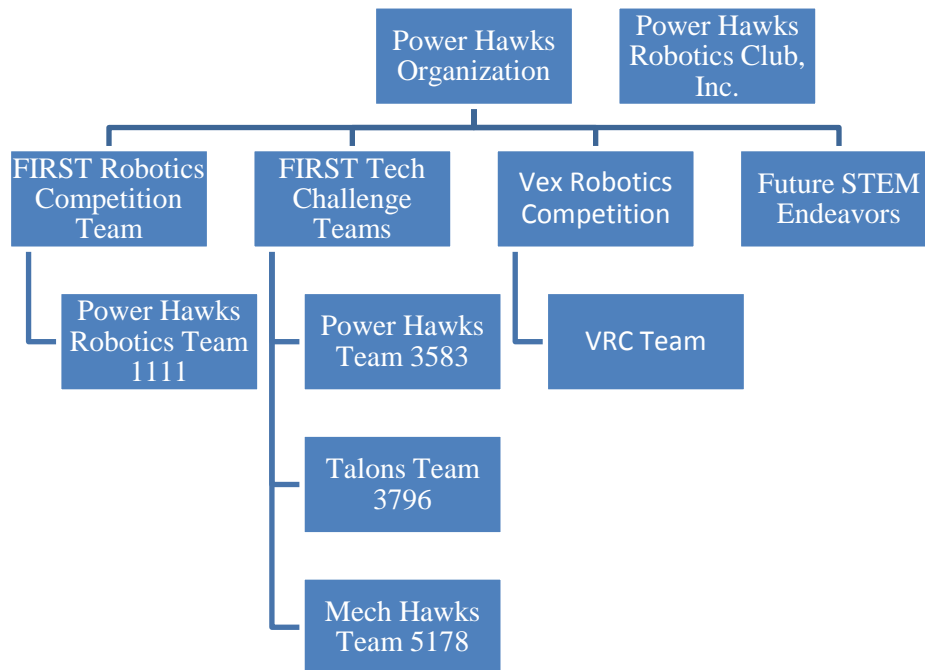 Power Hawks
Organization
Power Hawks
Robotics Club,
Inc.
FIRST Robotics
Competition
Team
FIRST Tech
Challenge
Teams
Vex Robotics
Competition
Future STEM
Endeavors
Power Hawks
Robotics Team
1111
Power Hawks
Team 3583
VRC Team
Talons Team
3796
Mech Hawks
Team 5178